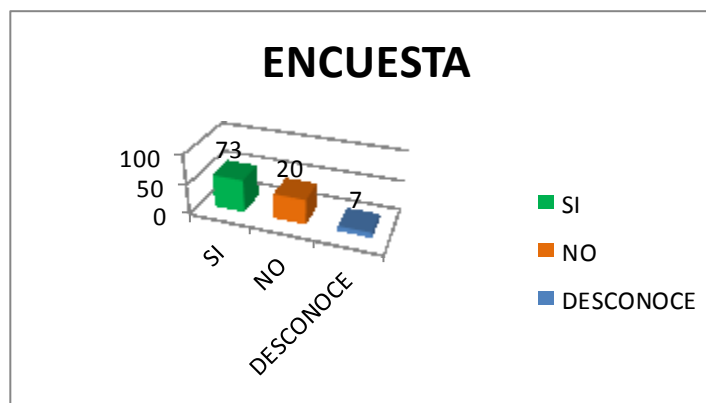 ENCUESTA
100
50
0
73
20
7
SI
NO
DESCONOCE
SI
NO
DESCONOCE